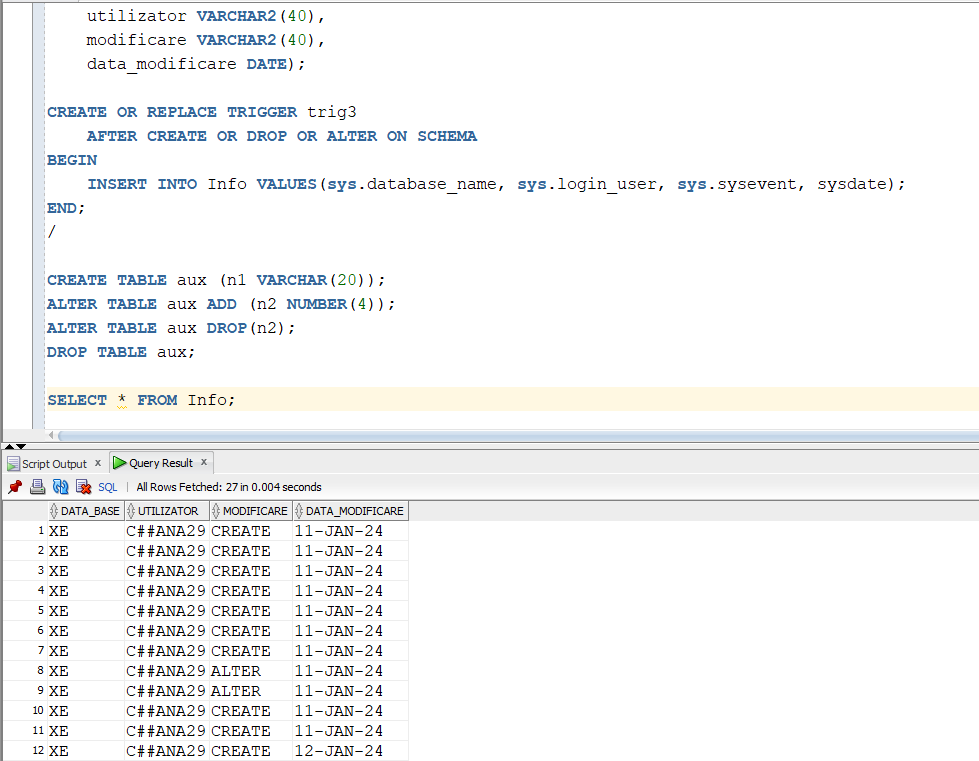 utilizator VARCHAR2(40),
modificare VARCHAR2(40),
data_modificare DATE);
CREATE OR REPLACE TRIGGER trig3
AFTER CREATE OR DROP OR ALTER ON SCHEMA
BEGIN
INSERT INTO Info VALUES(sys.database_name, sys.login_user, sys.sysevent, sysdate);
END;
/
CREATE TABLE aux (n1 VARCHAR(20));
ALTER TABLE aux ADD (n2 NUMBER(4));
ALTER TABLE aux DROP(n2);
DROP TABLE aux;
SELECT * FROM Info;
Script Output x Query Result x
SQL | All Rows Fetched: 27 in 0.004 seconds
DATA_BASE UTILIZATOR MODIFICARE DATA_MODIFICARE
1 XE C##ANA29 CREATE 11-JAN-24
2 XE C##ANA29 CREATE 11-JAN-24
3 XE C##ANA29 CREATE 11-JAN-24
4 XE C##ANA29 CREATE 11-JAN-24
5 XE C##ANA29 CREATE 11-JAN-24
6 XE C##ANA29 CREATE 11-JAN-24
7 XE C##ANA29 CREATE 11-JAN-24
8 XE C##ANA29 ALTER 11-JAN-24
9 XE C##ANA29 ALTER 11-JAN-24
10 XE C##ANA29 CREATE 11-JAN-24
11 XE C##ANA29 CREATE 11-JAN-24
12 XE C##ANA29 CREATE 12-JAN-24